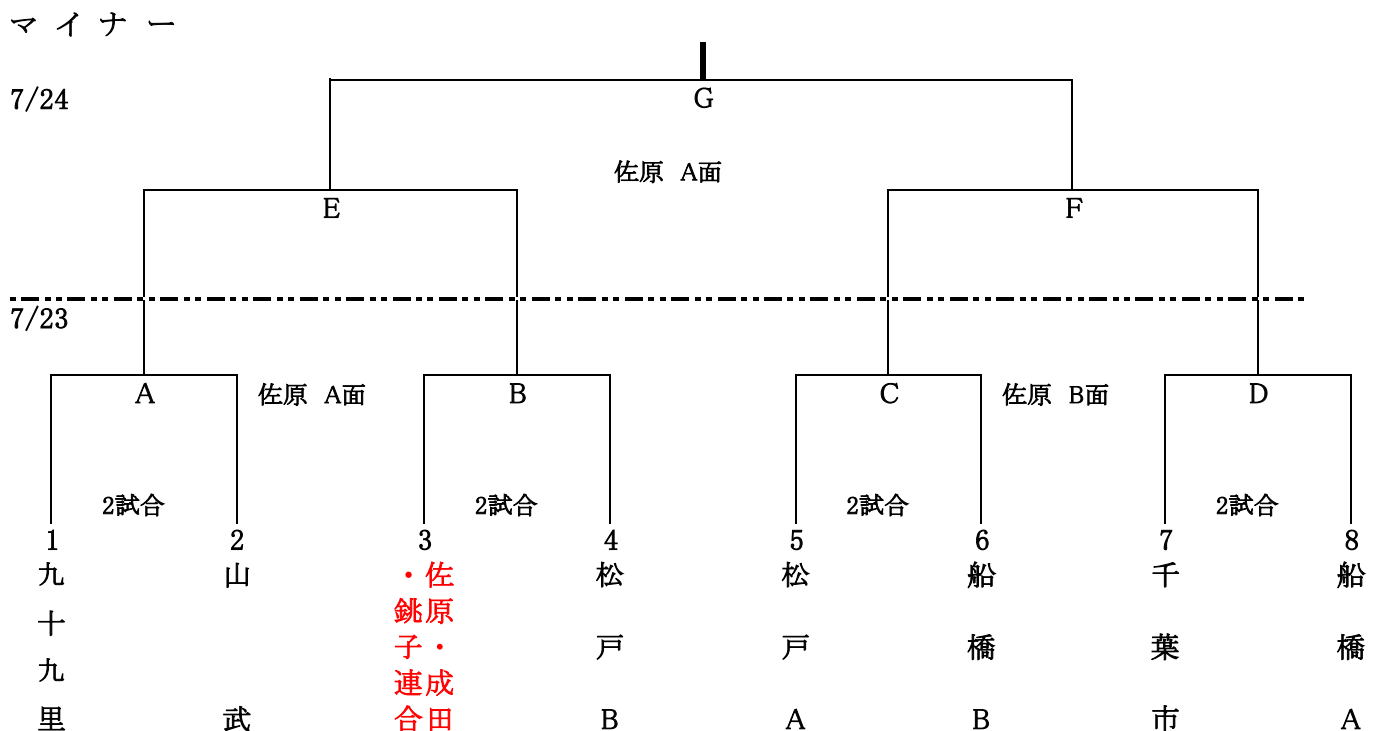 マイナー
7/24
G
佐原 A面
E
F
7/23
A
佐原 A面
B
C
佐原 B面
D
2試合
2試合
2試合
2試合
1
2
3
4
5
6
7
8
九十九里
山武
佐原・成田
・銚子連合
松戸B
松戸A
船橋B
千葉市
船橋A